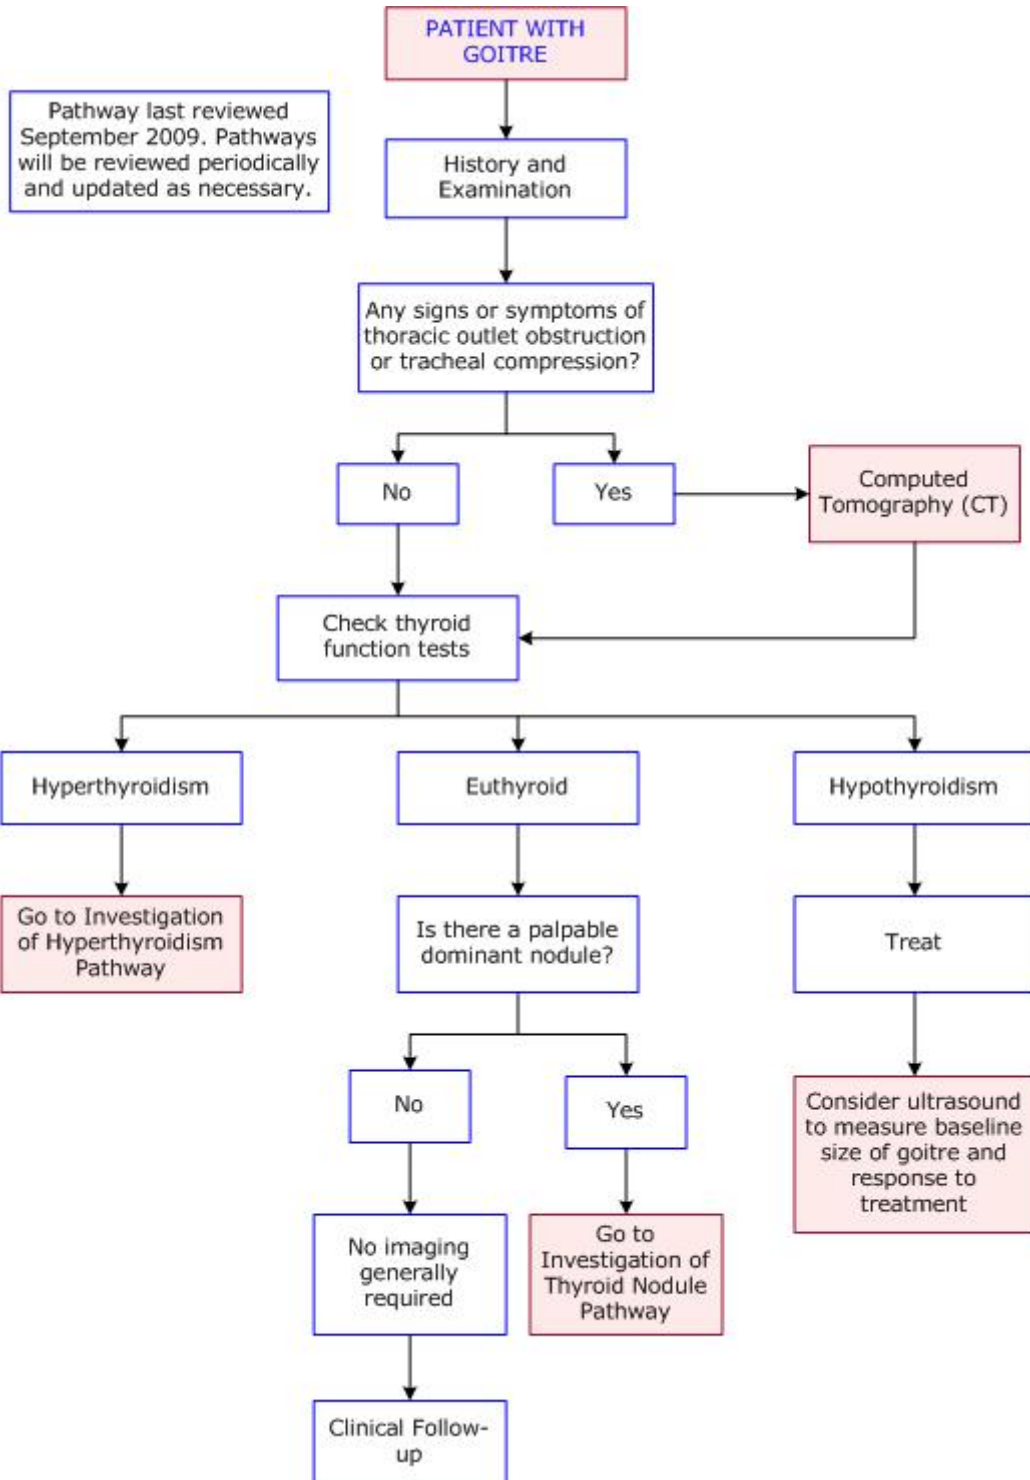 PATIENT WITH
GOITRE
Pathway last reviewed
September 2009. Pathways
will be reviewed periodically
and updated as necessary.
History and
Examination
Any signs or symptoms of
thoracic outlet obstruction
or tracheal compression?
No
Yes
Computed
Tomography (CT)
Check thyroid
function tests
Hyperthyroidism
Euthyroid
Hypothyroidism
Go to Investigation
of Hyperthyroidism
Pathway
Is there a palpable
dominant nodule?
Treat
No
Yes
Consider ultrasound
to measure baseline
size of goitre and
response to
treatment
No imaging
generally
required
Go to
Investigation of
Thyroid Nodule
Pathway
Clinical Follow-
up